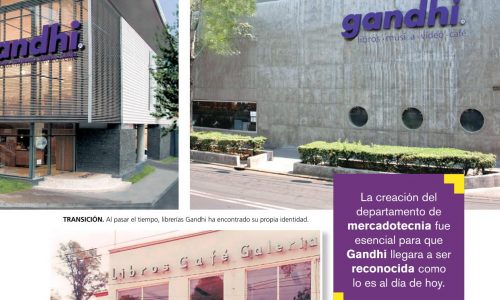 gandhi
gandhi
libros • música • video • café
TRANSICIÓN. Al pasar el tiempo, librerías Gandhi ha encontrado su propia identidad.
Libros Café Galería
La creación del
departamento de
mercadotecnia fue
esencial para que
Gandhi llegara a ser
reconocida como
lo es al día de hoy.